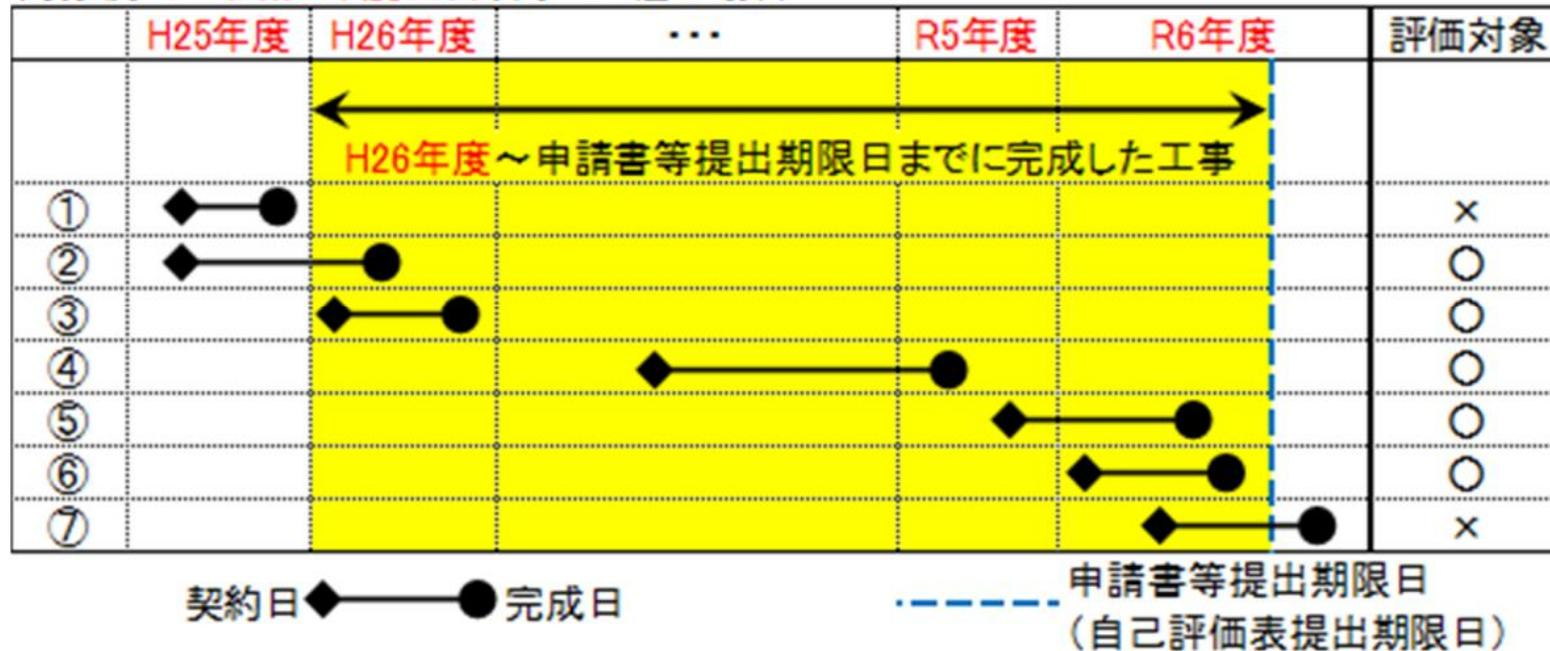 H25年度 H26年度 ・・・ R5年度 R6年度 評価対象
H26年度～申請書等提出期限日までに完成した工事
① ×
② ○
③ ○
④ ○
⑤ ○
⑥ ○
⑦ ×
契約日 完成日 申請書等提出期限日
（自己評価表提出期限日）